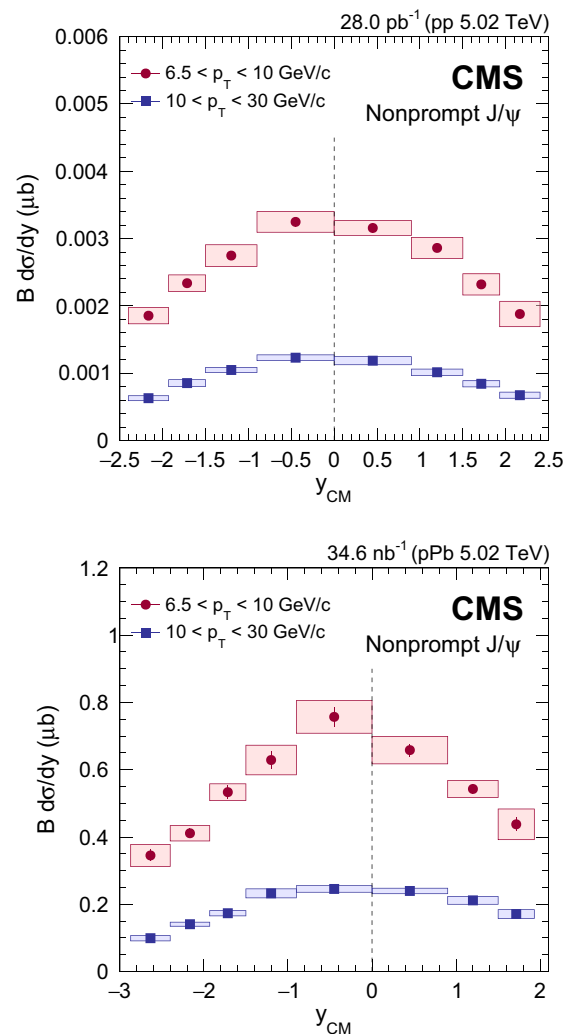 28.0 pb⁻¹ (pp 5.02 TeV)
0.006
6.5 < p_T < 10 GeV/c
CMS
0.005
10 < p_T < 30 GeV/c
Nonprompt J/ψ
0.004
0.003
0.002
0.001
0
B dσ/dy (μb)
−2.5 −2 −1.5 −1 −0.5 0 0.5 1 1.5 2 2.5
y_CM
34.6 nb⁻¹ (pPb 5.02 TeV)
1.2
6.5 < p_T < 10 GeV/c
CMS
1
10 < p_T < 30 GeV/c
Nonprompt J/ψ
0.8
0.6
0.4
0.2
0
B dσ/dy (μb)
−3 −2 −1 0 1 2
y_CM